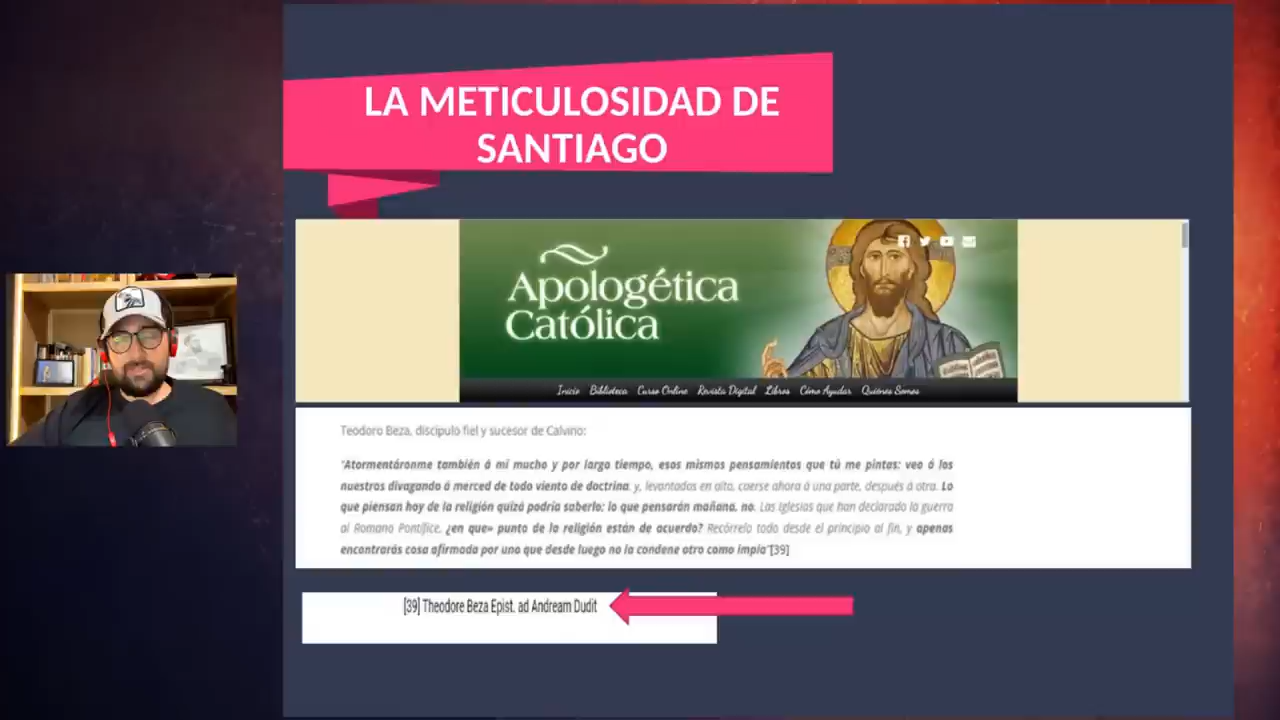 LA METICULOSIDAD DE
SANTIAGO
Apologética
Católica
Inicio Biblioteca Curso Online Revista Digital Libros Cómo Ayudar Quiénes Somos
Teodoro Beza, discípulo fiel y sucesor de Calvino:
"Atormentáronme también á mí mucho y por largo tiempo, esos mismos pensamientos que tú me pintas: veo á los
nuestros divagando á merced de todo viento de doctrina; y, levantados en alto, caerse ahora á una parte, después á otra. Lo
que piensan hoy de la religión quizá podría saberlo; lo que pensarán mañana, no. Las Iglesias que han declarado la guerra
al Romano Pontífice, ¿en que» punto de la religión están de acuerdo? Recórrelo todo desde el principio al fin, y apenas
encontrarás cosa afirmada por uno que desde luego no la condene otro como impía"[39]
[39] Theodore Beza Epist. ad Andream Dudit